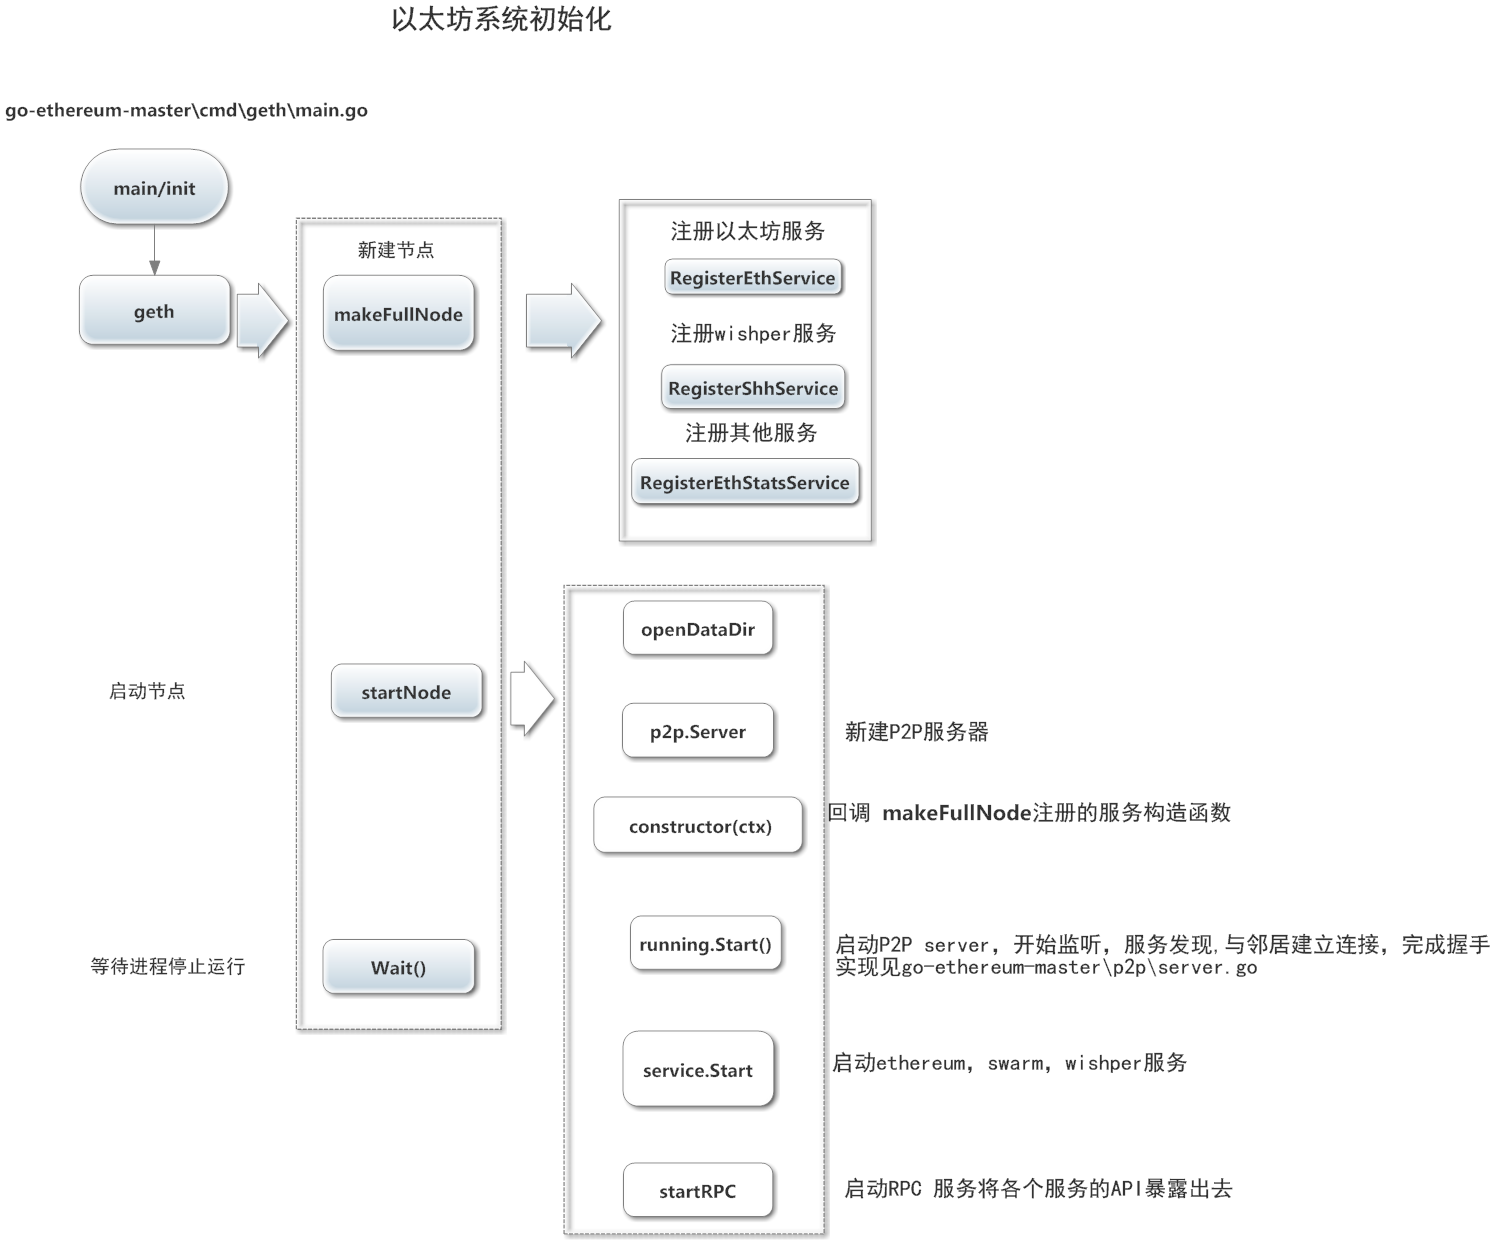 以太坊系统初始化
go-ethereum-master\cmd\geth\main.go
main/init
geth
新建节点
makeFullNode
注册以太坊服务
RegisterEthService
注册wishper服务
RegisterShhService
注册其他服务
RegisterEthStatsService
启动节点
startNode
等待进程停止运行
Wait()
openDataDir
p2p.Server
新建P2P服务器
constructor(ctx)
回调 makeFullNode注册的服务构造函数
running.Start()
启动P2P server，开始监听，服务发现,与邻居建立连接，完成握手
实现见go-ethereum-master\p2p\server.go
service.Start
启动ethereum，swarm，wishper服务
startRPC
启动RPC 服务将各个服务的API暴露出去